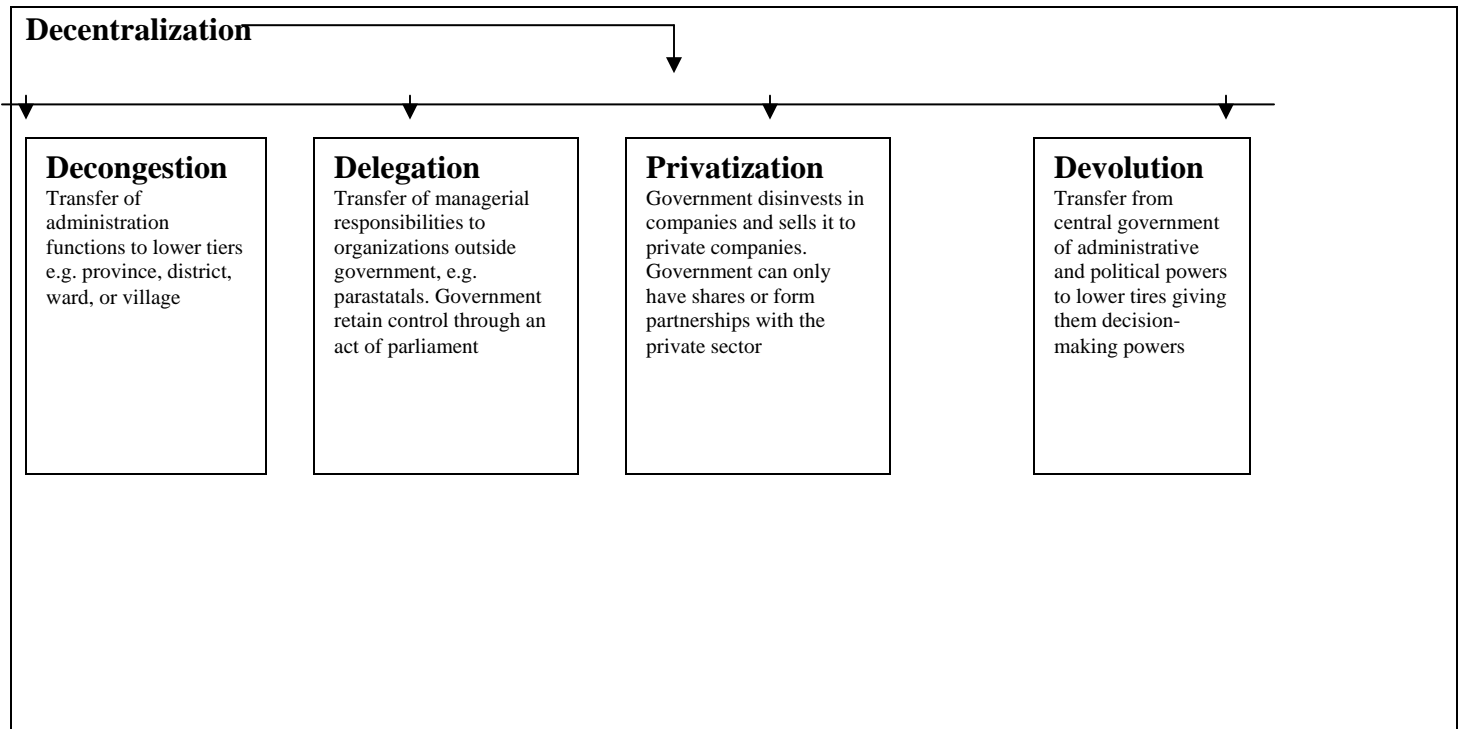 Decentralization
Decongestion
Transfer of
administration
functions to lower tiers
e.g. province, district,
ward, or village
Delegation
Transfer of managerial
responsibilities to
organizations outside
government, e.g.
parastatals. Government
retain control through an
act of parliament
Privatization
Government disinvests in
companies and sells it to
private companies.
Government can only
have shares or form
partnerships with the
private sector
Devolution
Transfer from
central government
of administrative
and political powers
to lower tires giving
them decision-
making powers